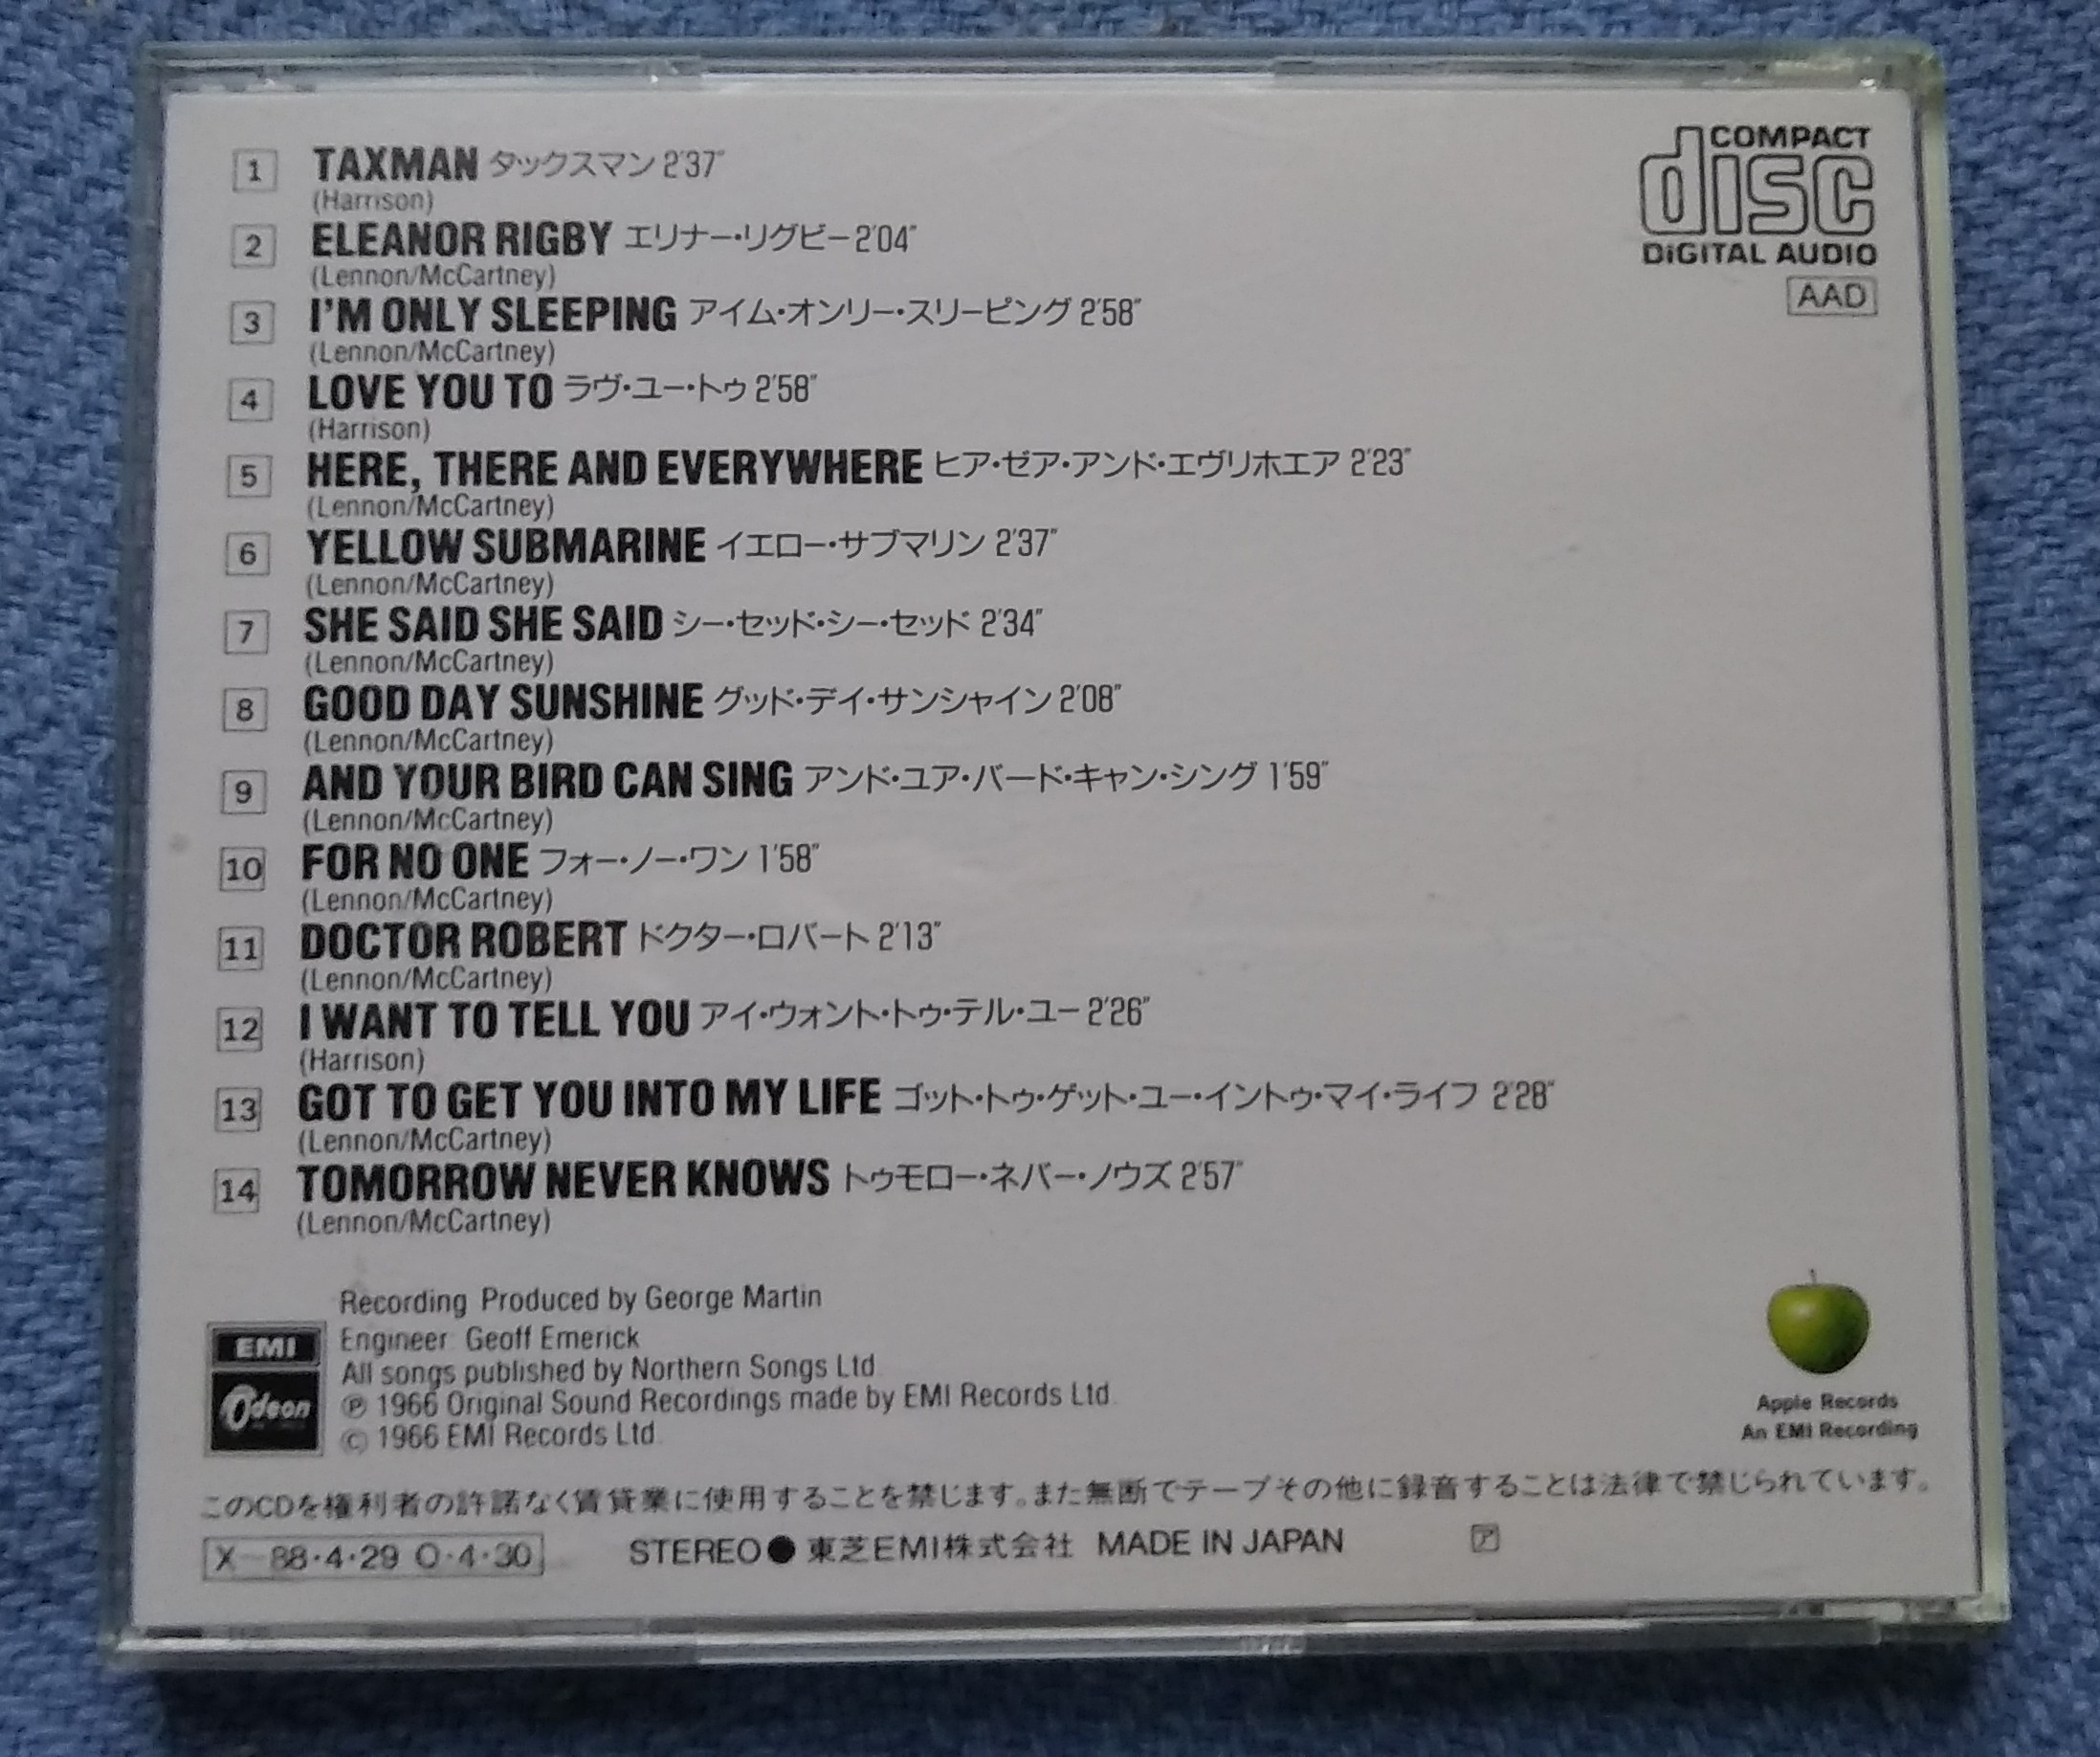 COMPACT
disc
DiGITAL AUDIO
AAD
1 TAXMAN タックスマン 2'37"
(Harrison)
2 ELEANOR RIGBY エリナー・リグビー 2'04"
(Lennon/McCartney)
3 I'M ONLY SLEEPING アイム・オンリー・スリーピング 2'58"
(Lennon/McCartney)
4 LOVE YOU TO ラヴ・ユー・トゥ 2'58"
(Harrison)
5 HERE, THERE AND EVERYWHERE ヒア・ゼア・アンド・エヴリホエア 2'23"
(Lennon/McCartney)
6 YELLOW SUBMARINE イエロー・サブマリン 2'37"
(Lennon/McCartney)
7 SHE SAID SHE SAID シー・セッド・シー・セッド 2'34"
(Lennon/McCartney)
8 GOOD DAY SUNSHINE グッド・デイ・サンシャイン 2'08"
(Lennon/McCartney)
9 AND YOUR BIRD CAN SING アンド・ユア・バード・キャン・シング 1'59"
(Lennon/McCartney)
10 FOR NO ONE フォー・ノー・ワン 1'58"
(Lennon/McCartney)
11 DOCTOR ROBERT ドクター・ロバート 2'13"
(Lennon/McCartney)
12 I WANT TO TELL YOU アイ・ウォント・トゥ・テル・ユー 2'26"
(Harrison)
13 GOT TO GET YOU INTO MY LIFE ゴット・トゥ・ゲット・ユー・イントゥ・マイ・ライフ 2'28"
(Lennon/McCartney)
14 TOMORROW NEVER KNOWS トゥモロー・ネバー・ノウズ 2'57"
(Lennon/McCartney)
Recording Produced by George Martin
Engineer: Geoff Emerick
All songs published by Northern Songs Ltd.
℗ 1966 Original Sound Recordings made by EMI Records Ltd.
© 1966 EMI Records Ltd.
EMI
Odeon
Apple Records
An EMI Recording
このCDを権利者の許諾なく賃貸業に使用することを禁じます。また無断でテープその他に録音することは法律で禁じられています。
X 88・4・29 O・4・30
STEREO● 東芝EMI株式会社 MADE IN JAPAN ア